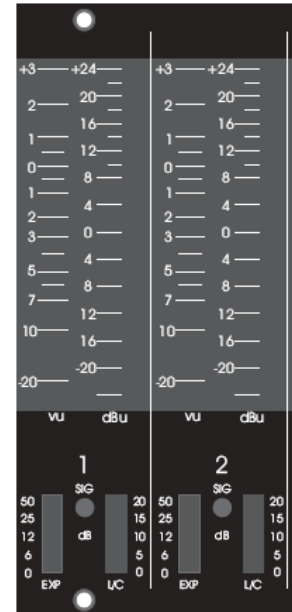 +3 +24 +3 +24
20 20
2 2
16 16
1 1
12 12
0 0
8 8
1 1
4 4
2 2
3 0 3 0
4 4
5 5
8 8
7 7
12 12
10 10
16 16
-20 -20
-20 -20
vu dBu vu dBu
1 2
SIG SIG
50 20 50 20
25 15 25 15
12 dB 10 12 dB 10
6 5 6 5
0 0 0 0
EXP L/C EXP L/C